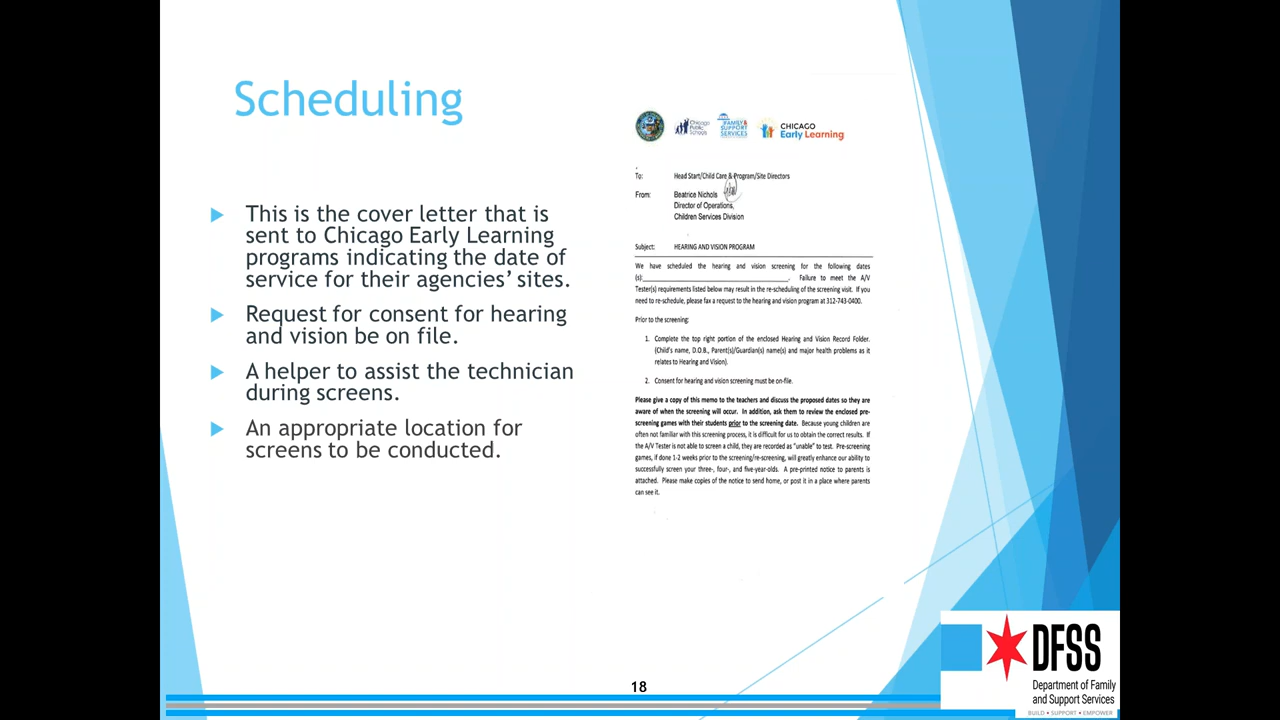 Scheduling
This is the cover letter that is
sent to Chicago Early Learning
programs indicating the date of
service for their agencies’ sites.
Request for consent for hearing
and vision be on file.
A helper to assist the technician
during screens.
An appropriate location for
screens to be conducted.
Chicago
Public
Schools
FAMILY&
SUPPORT
SERVICES
CHICAGO
Early Learning
To: Head Start/Child Care & Program/Site Directors
From: Beatrice Nichols
Director of Operations,
Children Services Division
Subject: HEARING AND VISION PROGRAM
We have scheduled the hearing and vision screening for the following dates
(s):____________________. Failure to meet the A/V
Tester(s) requirements listed below may result in the re-scheduling of the screening visit. If you
need to re-schedule, please fax a request to the hearing and vision program at 312-743-0400.
Prior to the screening:
1. Complete the top right portion of the enclosed Hearing and Vision Record Folder.
(Child's name, D.O.B., Parent(s)/Guardian(s) name(s) and major health problems as it
relates to Hearing and Vision).
2. Consent for hearing and vision screening must be on-file.
Please give a copy of this memo to the teachers and discuss the proposed dates so they are
aware of when the screening will occur. In addition, ask them to review the enclosed pre-
screening games with their students prior to the screening date. Because young children are
often not familiar with this screening process, it is difficult for us to obtain the correct results. If
the A/V Tester is not able to screen a child, they are recorded as "unable" to test. Pre-screening
games, if done 1-2 weeks prior to the screening/re-screening, will greatly enhance our ability to
successfully screen your three-, four-, and five-year-olds. A pre-printed notice to parents is
attached. Please make copies of the notice to send home, or post it in a place where parents
can see it.
18
DFSS
Department of Family
and Support Services
BUILD • SUPPORT • EMPOWER